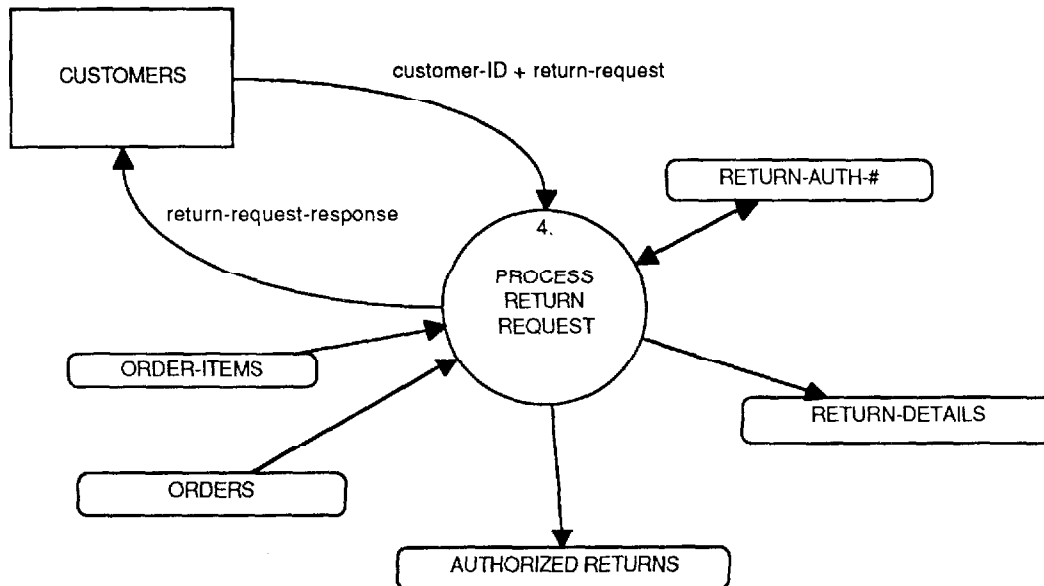 CUSTOMERS
customer-ID + return-request
RETURN-AUTH-#
return-request-response
4.
PROCESS
RETURN
REQUEST
ORDER-ITEMS
RETURN-DETAILS
ORDERS
AUTHORIZED RETURNS